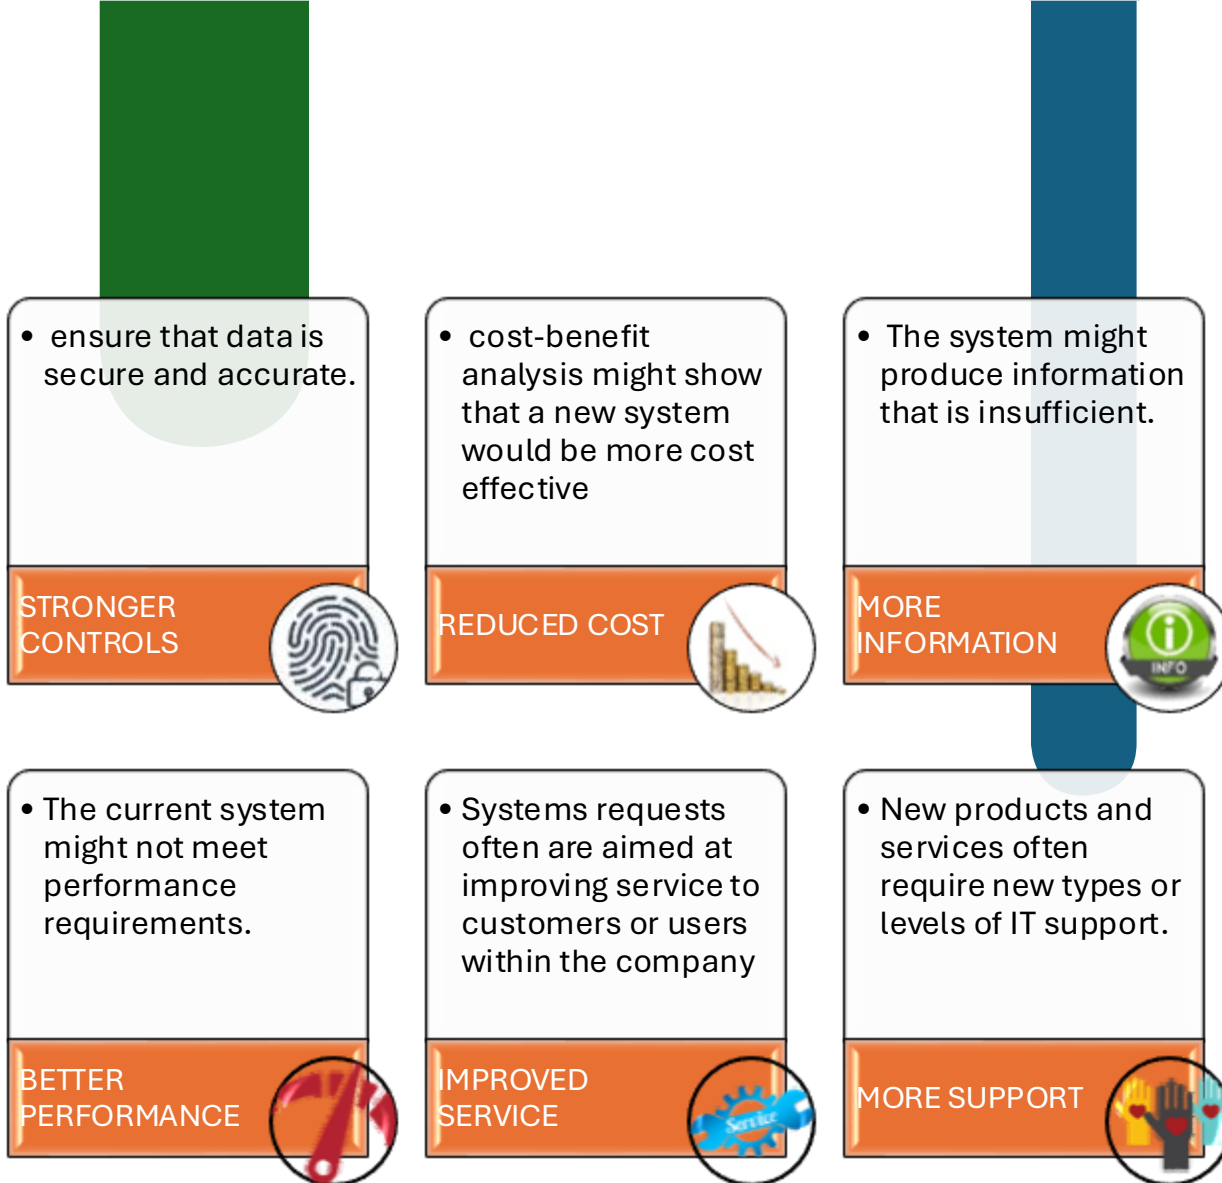 • ensure that data is
secure and accurate.
STRONGER
CONTROLS
• cost-benefit
analysis might show
that a new system
would be more cost
effective
REDUCED COST
• The system might
produce information
that is insufficient.
MORE
INFORMATION
INFO
• The current system
might not meet
performance
requirements.
BETTER
PERFORMANCE
• Systems requests
often are aimed at
improving service to
customers or users
within the company
IMPROVED
SERVICE
Service
• New products and
services often
require new types or
levels of IT support.
MORE SUPPORT